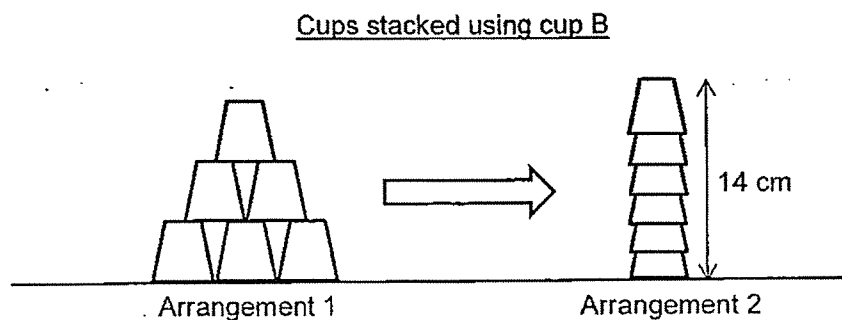 Cups stacked using cup B
14 cm
Arrangement 1
Arrangement 2